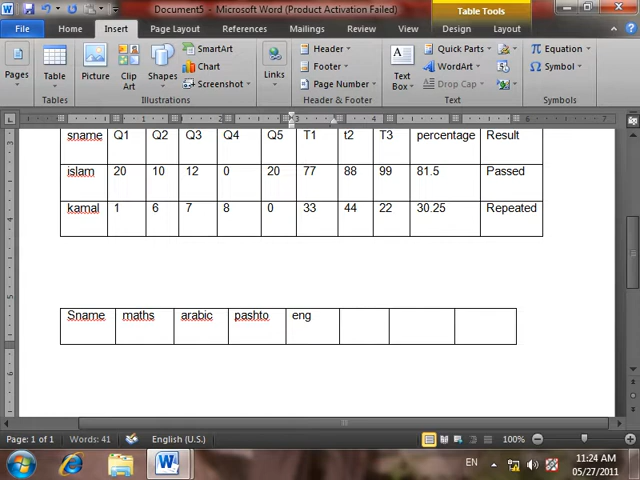 Document5 - Microsoft Word (Product Activation Failed)
Table Tools
File Home Insert Page Layout References Mailings Review View Design Layout
Pages
Table
Tables
Picture
Clip Art
Shapes
SmartArt
Chart
Screenshot
Illustrations
Links
Header
Footer
Page Number
Header & Footer
Text Box
Quick Parts
WordArt
Drop Cap
Text
Equation
Symbol
Symbols
sname Q1 Q2 Q3 Q4 Q5 T1 t2 T3 percentage Result
islam 20 10 12 0 20 77 88 99 81.5 Passed
kamal 1 6 7 8 0 33 44 22 30.25 Repeated
Sname maths arabic pashto eng
Page: 1 of 1 Words: 41 English (U.S.) 100%
EN
11:24 AM
05/27/2011